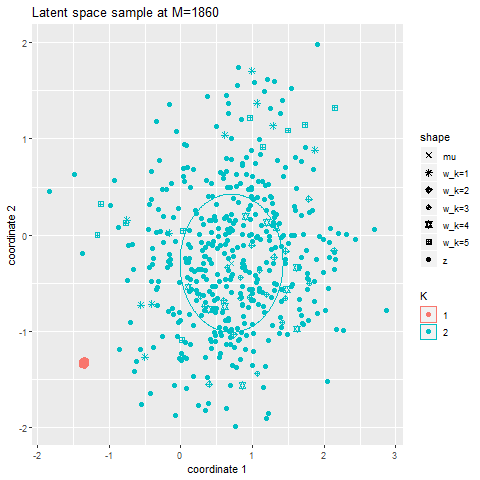 Latent space sample at M=1860
2
1
0
-1
-2
coordinate 2
-2
-1
0
1
2
3
coordinate 1
shape
mu
w_k=1
w_k=2
w_k=3
w_k=4
w_k=5
z
K
1
2